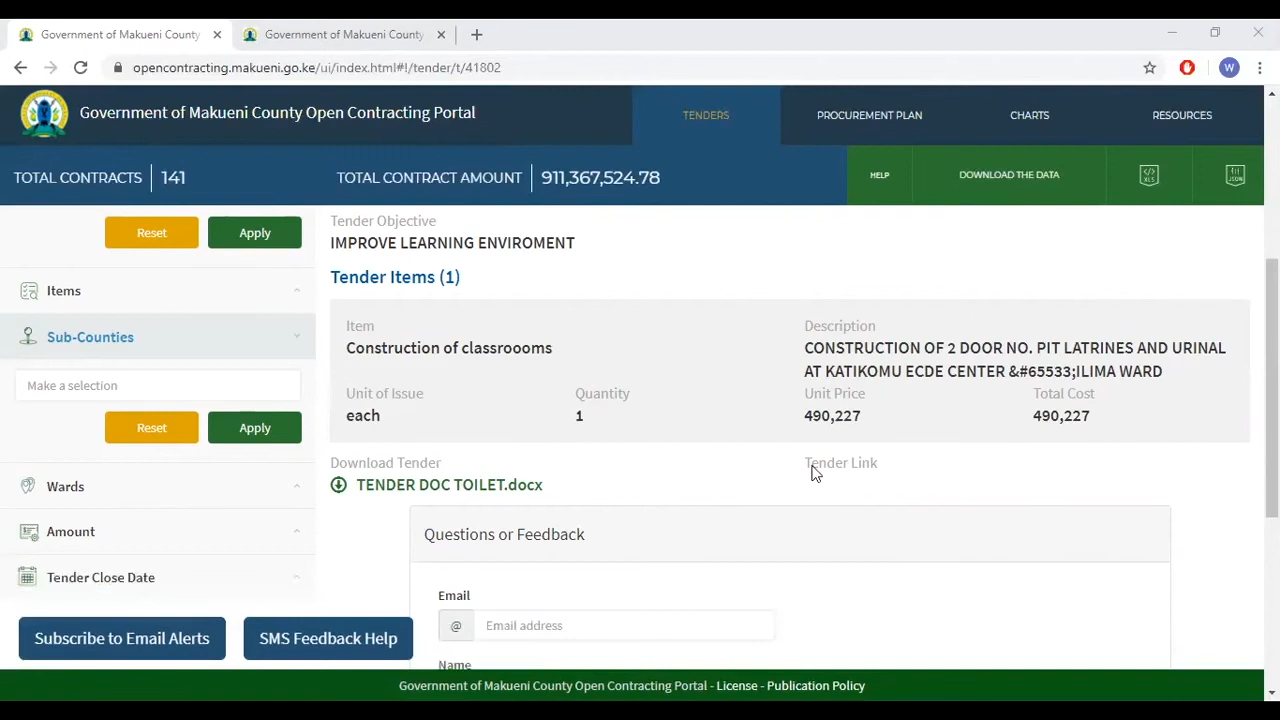 Government of Makueni County
Government of Makueni County
opencontracting.makueni.go.ke/ui/index.html#!/tender/t/41802
W
Government of Makueni County Open Contracting Portal
TENDERS
PROCUREMENT PLAN
CHARTS
RESOURCES
TOTAL CONTRACTS
141
TOTAL CONTRACT AMOUNT
911,367,524.78
HELP
DOWNLOAD THE DATA
XLS
JSON
Reset
Apply
Items
Sub-Counties
Make a selection
Reset
Apply
Wards
Amount
Tender Close Date
Subscribe to Email Alerts
SMS Feedback Help
Tender Objective
IMPROVE LEARNING ENVIROMENT
Tender Items (1)
Item
Construction of classroooms
Description
CONSTRUCTION OF 2 DOOR NO. PIT LATRINES AND URINAL
AT KATIKOMU ECDE CENTER &#65533;ILIMA WARD
Unit of Issue
each
Quantity
1
Unit Price
490,227
Total Cost
490,227
Download Tender
TENDER DOC TOILET.docx
Tender Link
Questions or Feedback
Email
@
Email address
Name
Government of Makueni County Open Contracting Portal - License - Publication Policy